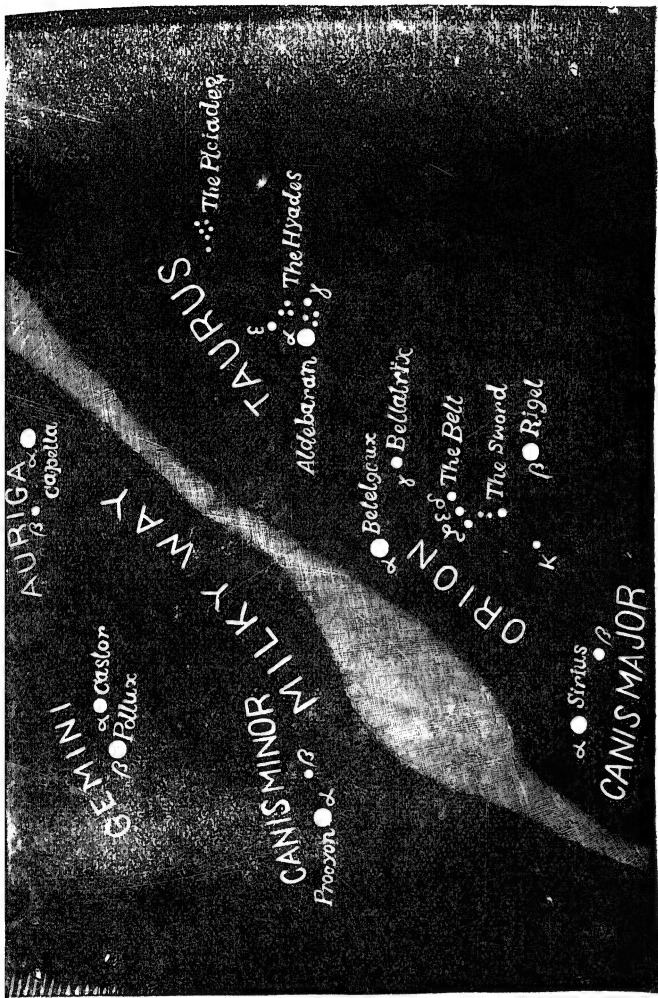 The Pleiades
The Hyades
TAURUS
ε
α
γ
Aldebaran
AURIGA
α
Capella
β
MILKY WAY
Betelgeux
α
γ Bellatrix
ζ ε δ The Belt
The Sword
β Rigel
K
ORION
GEMINI
α Castor
β Pollux
CANIS MINOR
β
Procyon α
α Sirius
β
CANIS MAJOR